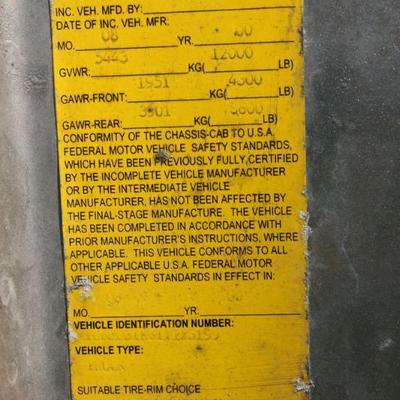 INC. VEH. MFD. BY:
DATE OF INC. VEH. MFR:
08 00
MO. YR.
5443 12000
GVWR: KG( LB)
1951 4300
GAWR-FRONT: KG( LB)
3901 8600
GAWR-REAR: KG( LB)
CONFORMITY OF THE CHASSIS-CAB TO U.S.A.
FEDERAL MOTOR VEHICLE SAFETY STANDARDS,
WHICH HAVE BEEN PREVIOUSLY FULLY CERTIFIED
BY THE INCOMPLETE VEHICLE MANUFACTURER
OR BY THE INTERMEDIATE VEHICLE
MANUFACTURER, HAS NOT BEEN AFFECTED BY
THE FINAL-STAGE MANUFACTURE. THE VEHICLE
HAS BEEN COMPLETED IN ACCORDANCE WITH
PRIOR MANUFACTURER'S INSTRUCTIONS, WHERE
APPLICABLE. THIS VEHICLE CONFORMS TO ALL
OTHER APPLICABLE U.S.A. FEDERAL MOTOR
VEHICLE SAFETY STANDARDS IN EFFECT IN:
MO. YR.
VEHICLE IDENTIFICATION NUMBER:
VEHICLE TYPE:
SUITABLE TIRE-RIM CHOICE